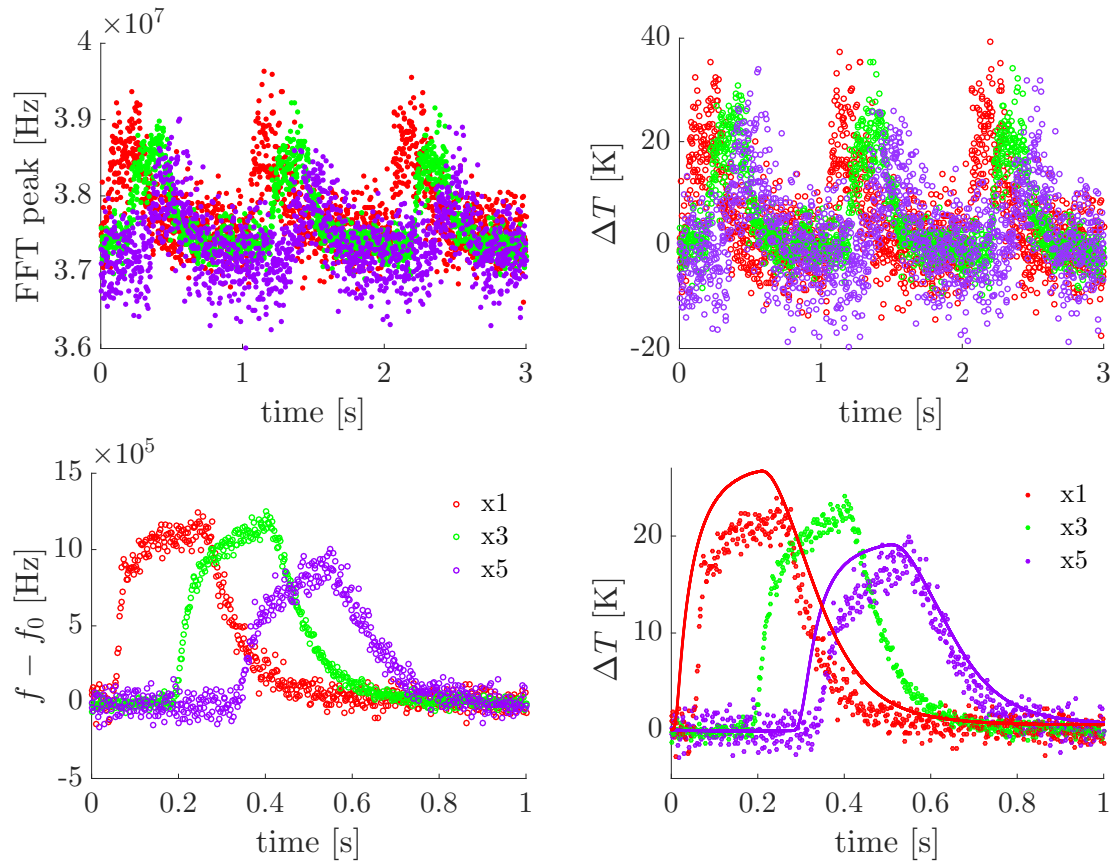 ×10⁷
4
3.9
3.8
3.7
3.6
FFT peak [Hz]
0 1 2 3
time [s]
40
20
0
-20
ΔT [K]
0 1 2 3
time [s]
×10⁵
15
10
5
0
-5
f − f₀ [Hz]
x1
x3
x5
0 0.2 0.4 0.6 0.8 1
time [s]
20
10
0
ΔT [K]
x1
x3
x5
0 0.2 0.4 0.6 0.8 1
time [s]